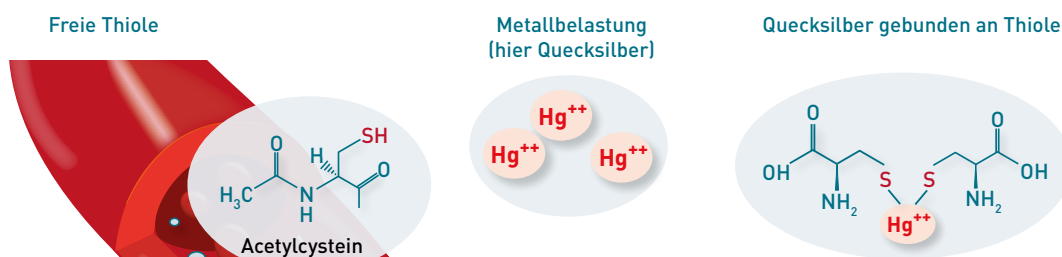 Freie Thiole
Metallbelastung
(hier Quecksilber)
Quecksilber gebunden an Thiole
SH
O
H
O
H₃C
N
H
Acetylcystein
Hg⁺⁺
Hg⁺⁺
Hg⁺⁺
O
OH
NH₂
S
S
Hg⁺⁺
O
OH
NH₂